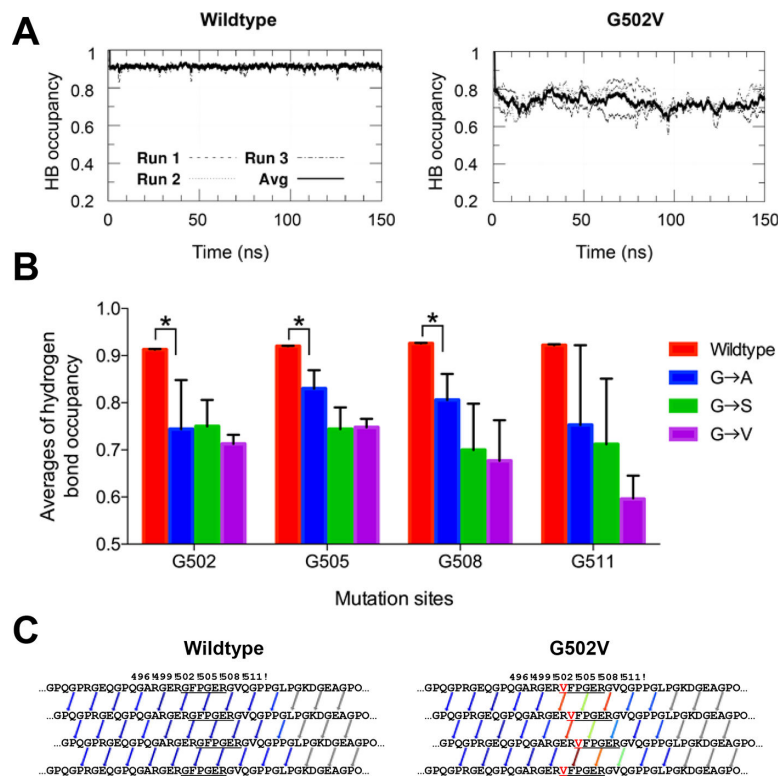 A
Wildtype
G502V
HB occupancy
1
0.8
0.6
0.4
0.2
Run 1
Run 3
Run 2
Avg
0
50
100
150
Time (ns)
HB occupancy
1
0.8
0.6
0.4
0.2
0
50
100
150
Time (ns)
B
Averages of hydrogen
bond occupancy
1.0
0.9
0.8
0.7
0.6
0.5
*
*
*
G502
G505
G508
G511
Mutation sites
Wildtype
G→A
G→S
G→V
C
Wildtype
496!499!502!505!508!511!
...GPQGPRGEQGPQGARGERGFPGERGVQGPPGLPGKDGEAGPO...
...GPQGPRGEQGPQGARGERGFPGERGVQGPPGLPGKDGEAGPO...
...GPQGPRGEQGPQGARGERGFPGERGVQGPPGLPGKDGEAGPO...
...GPQGPRGEQGPQGARGERGFPGERGVQGPPGLPGKDGEAGPO...
G502V
496!499!502!505!508!511!
...GPQGPRGEQGPQGARGERVFPGERGVQGPPGLPGKDGEAGPO...
...GPQGPRGEQGPQGARGERVFPGERGVQGPPGLPGKDGEAGPO...
...GPQGPRGEQGPQGARGERVFPGERGVQGPPGLPGKDGEAGPO...
...GPQGPRGEQGPQGARGERVFPGERGVQGPPGLPGKDGEAGPO...